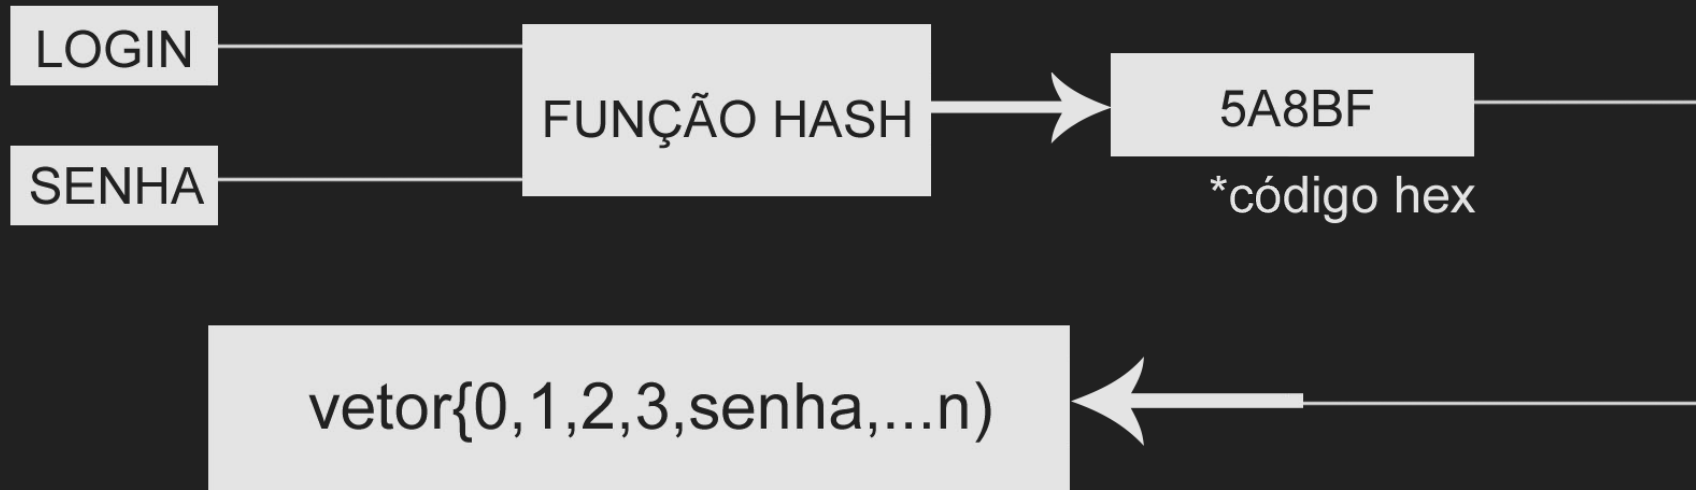 LOGIN
FUNÇÃO HASH
5A8BF
SENHA
*código hex
vetor{0,1,2,3,senha,...n)